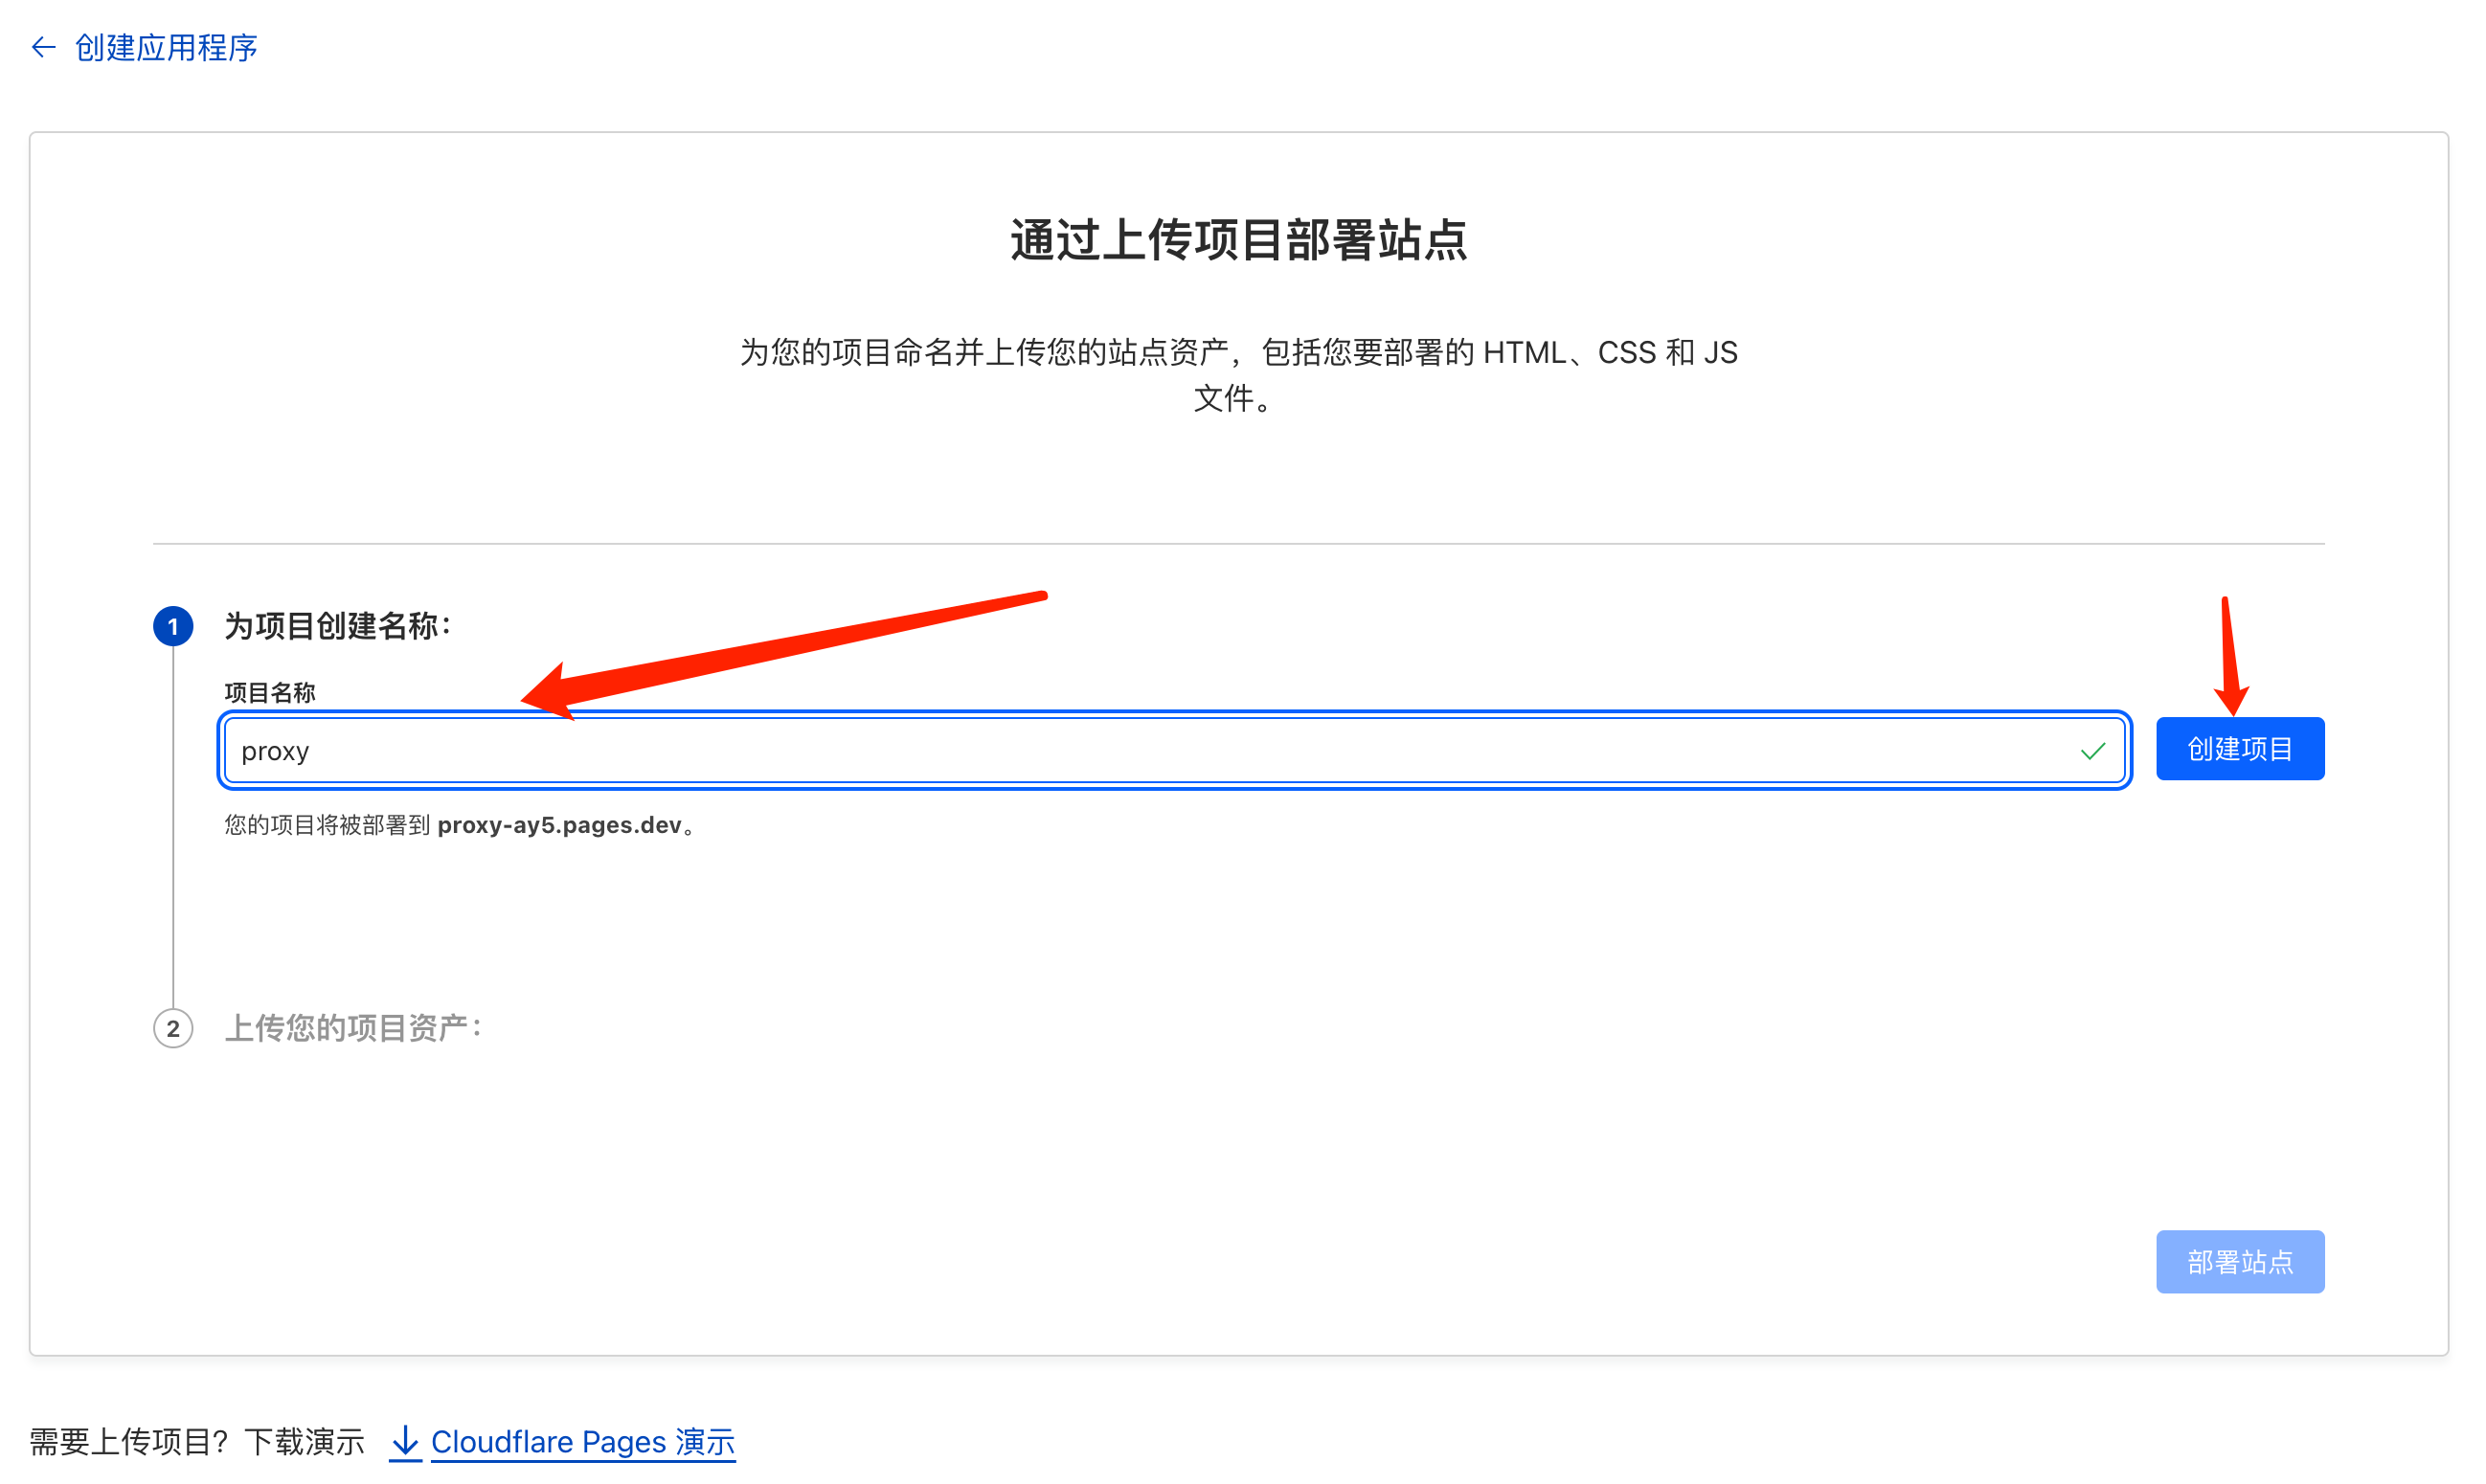 创建应用程序
通过上传项目部署站点
为您的项目命名并上传您的站点资产，包括您要部署的 HTML、CSS 和 JS
文件。
1 为项目创建名称：
项目名称
proxy
创建项目
您的项目将被部署到 proxy-ay5.pages.dev。
2 上传您的项目资产：
部署站点
需要上传项目？下载演示 Cloudflare Pages 演示